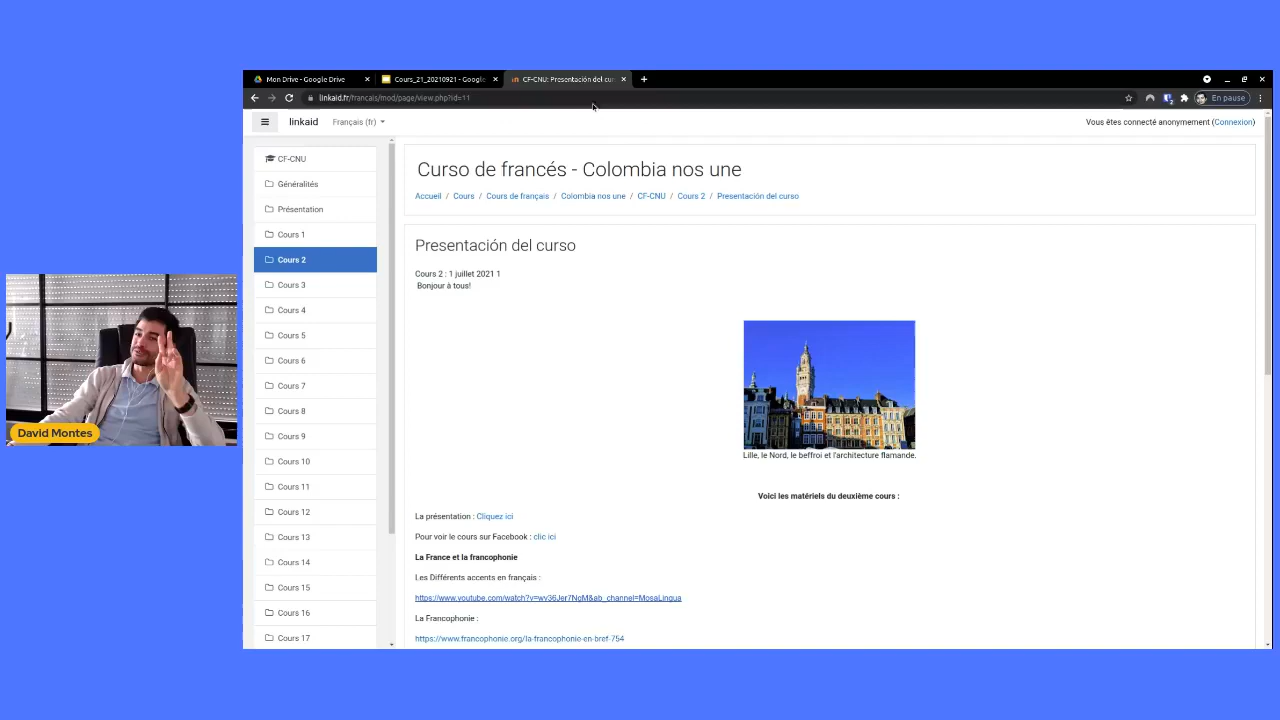 Mon Drive - Google Drive
Cours_21_20210921 - Google
CF-CNU: Presentación del cur
linkaid.fr/francais/mod/page/view.php?id=11
En pause
linkaid
Français (fr)
Vous êtes connecté anonymement (Connexion)
CF-CNU
Généralités
Présentation
Cours 1
Cours 2
Cours 3
Cours 4
Cours 5
Cours 6
Cours 7
Cours 8
Cours 9
Cours 10
Cours 11
Cours 12
Cours 13
Cours 14
Cours 15
Cours 16
Cours 17
Curso de francés - Colombia nos une
Accueil / Cours / Cours de français / Colombia nos une / CF-CNU / Cours 2 / Presentación del curso
Presentación del curso
Cours 2 : 1 juillet 2021 1
Bonjour à tous!
Lille, le Nord, le beffroi et l'architecture flamande.
Voici les matériels du deuxième cours :
La présentation : Cliquez ici
Pour voir le cours sur Facebook : clic ici
La France et la francophonie
Les Différents accents en français :
https://www.youtube.com/watch?v=wv36Jer7NgM&ab_channel=MosaLingua
La Francophonie :
https://www.francophonie.org/la-francophonie-en-bref-754
David Montes